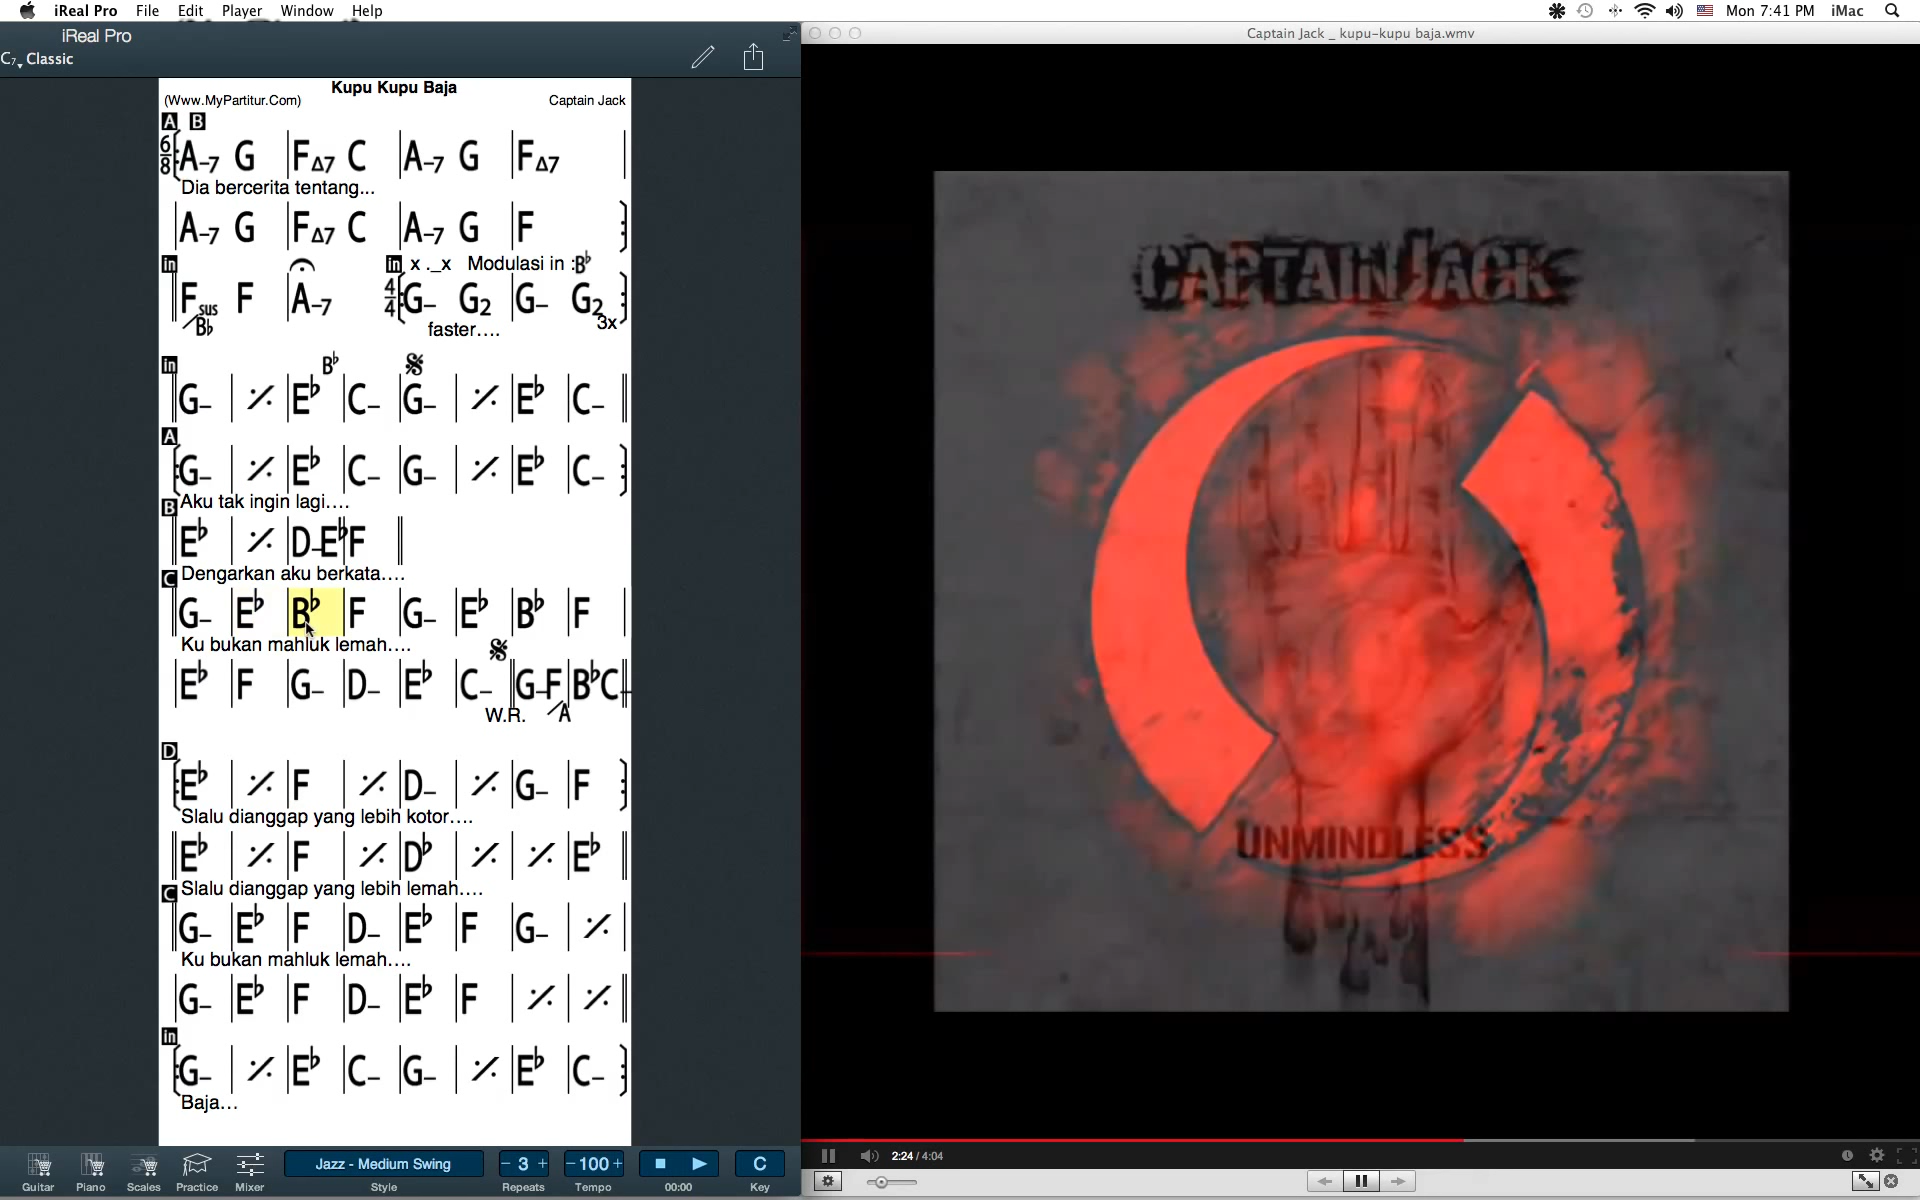 iReal Pro File Edit Player Window Help Mon 7:41 PM iMac
iReal Pro
C7 Classic
Captain Jack _ kupu-kupu baja.wmv
Kupu Kupu Baja
(Www.MyPartitur.Com) Captain Jack
A B
6/8 A–7 G F△7 C A–7 G F△7
Dia bercerita tentang...
A–7 G F△7 C A–7 G F
in in x ._x Modulasi in :B♭
Fsus/B♭ F A–7 4/4 G– G2 G– G2
faster.... 3x
in B♭
G– ٪ E♭ C– G– ٪ E♭ C–
A
G– ٪ E♭ C– G– ٪ E♭ C–
B Aku tak ingin lagi....
E♭ ٪ D– E♭ F
C Dengarkan aku berkata....
G– E♭ B♭ F G– E♭ B♭ F
Ku bukan mahluk lemah....
E♭ F G– D– E♭ C– G– F/A B♭ C–
W.R.
D
E♭ ٪ F ٪ D– ٪ G– F
Slalu dianggap yang lebih kotor....
E♭ ٪ F ٪ D♭ ٪ ٪ E♭
C Slalu dianggap yang lebih lemah....
G– E♭ F D– E♭ F G– ٪
Ku bukan mahluk lemah....
G– E♭ F D– E♭ F ٪ ٪
in
G– ٪ E♭ C– G– ٪ E♭ C–
Baja...
CAPTAIN JACK
UNMINDLESS
Jazz - Medium Swing – 3 + –100+ C
Guitar Piano Scales Practice Mixer Style Repeats Tempo 00:00 Key
2:24 / 4:04